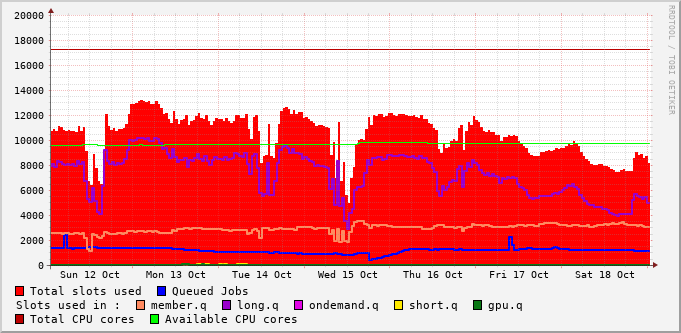 RRDTOOL / TOBI OETIKER
20000
18000
16000
14000
12000
10000
8000
6000
4000
2000
0
Sun 12 Oct Mon 13 Oct Tue 14 Oct Wed 15 Oct Thu 16 Oct Fri 17 Oct Sat 18 Oct
Total slots used Queued Jobs
Slots used in : member.q long.q ondemand.q short.q gpu.q
Total CPU cores Available CPU cores